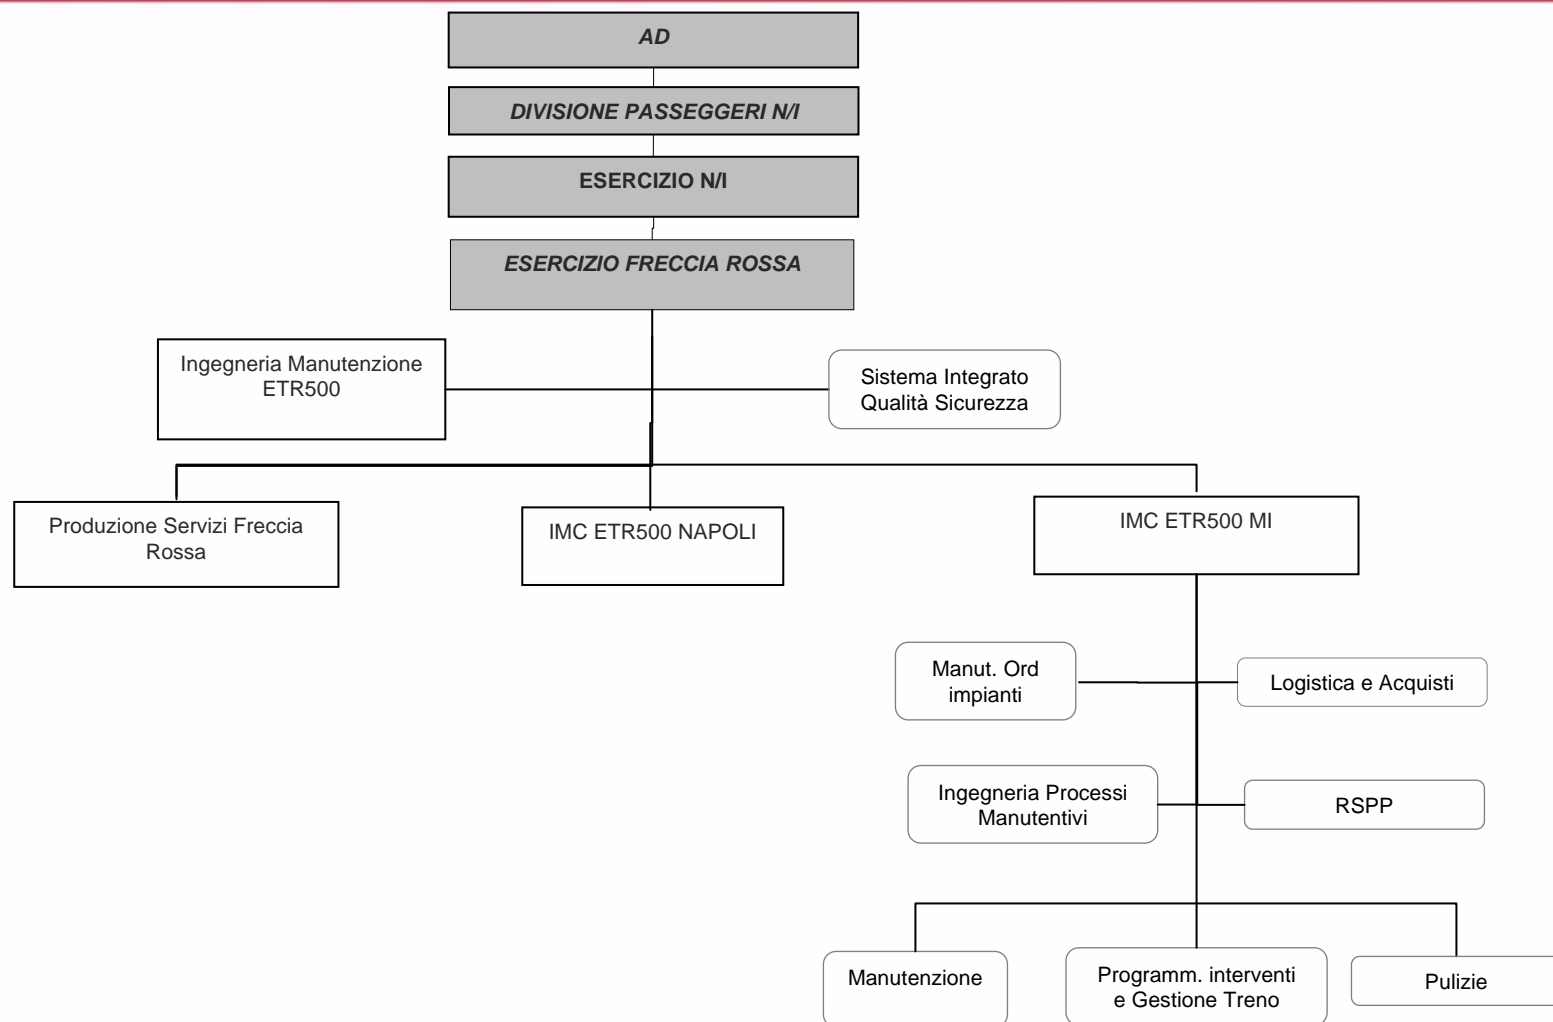 AD
DIVISIONE PASSEGGERI N/I
ESERCIZIO N/I
ESERCIZIO FRECCIA ROSSA
Ingegneria Manutenzione
ETR500
Sistema Integrato
Qualità Sicurezza
Produzione Servizi Freccia
Rossa
IMC ETR500 NAPOLI
IMC ETR500 MI
Manut. Ord
impianti
Logistica e Acquisti
Ingegneria Processi
Manutentivi
RSPP
Manutenzione
Programm. interventi
e Gestione Treno
Pulizie